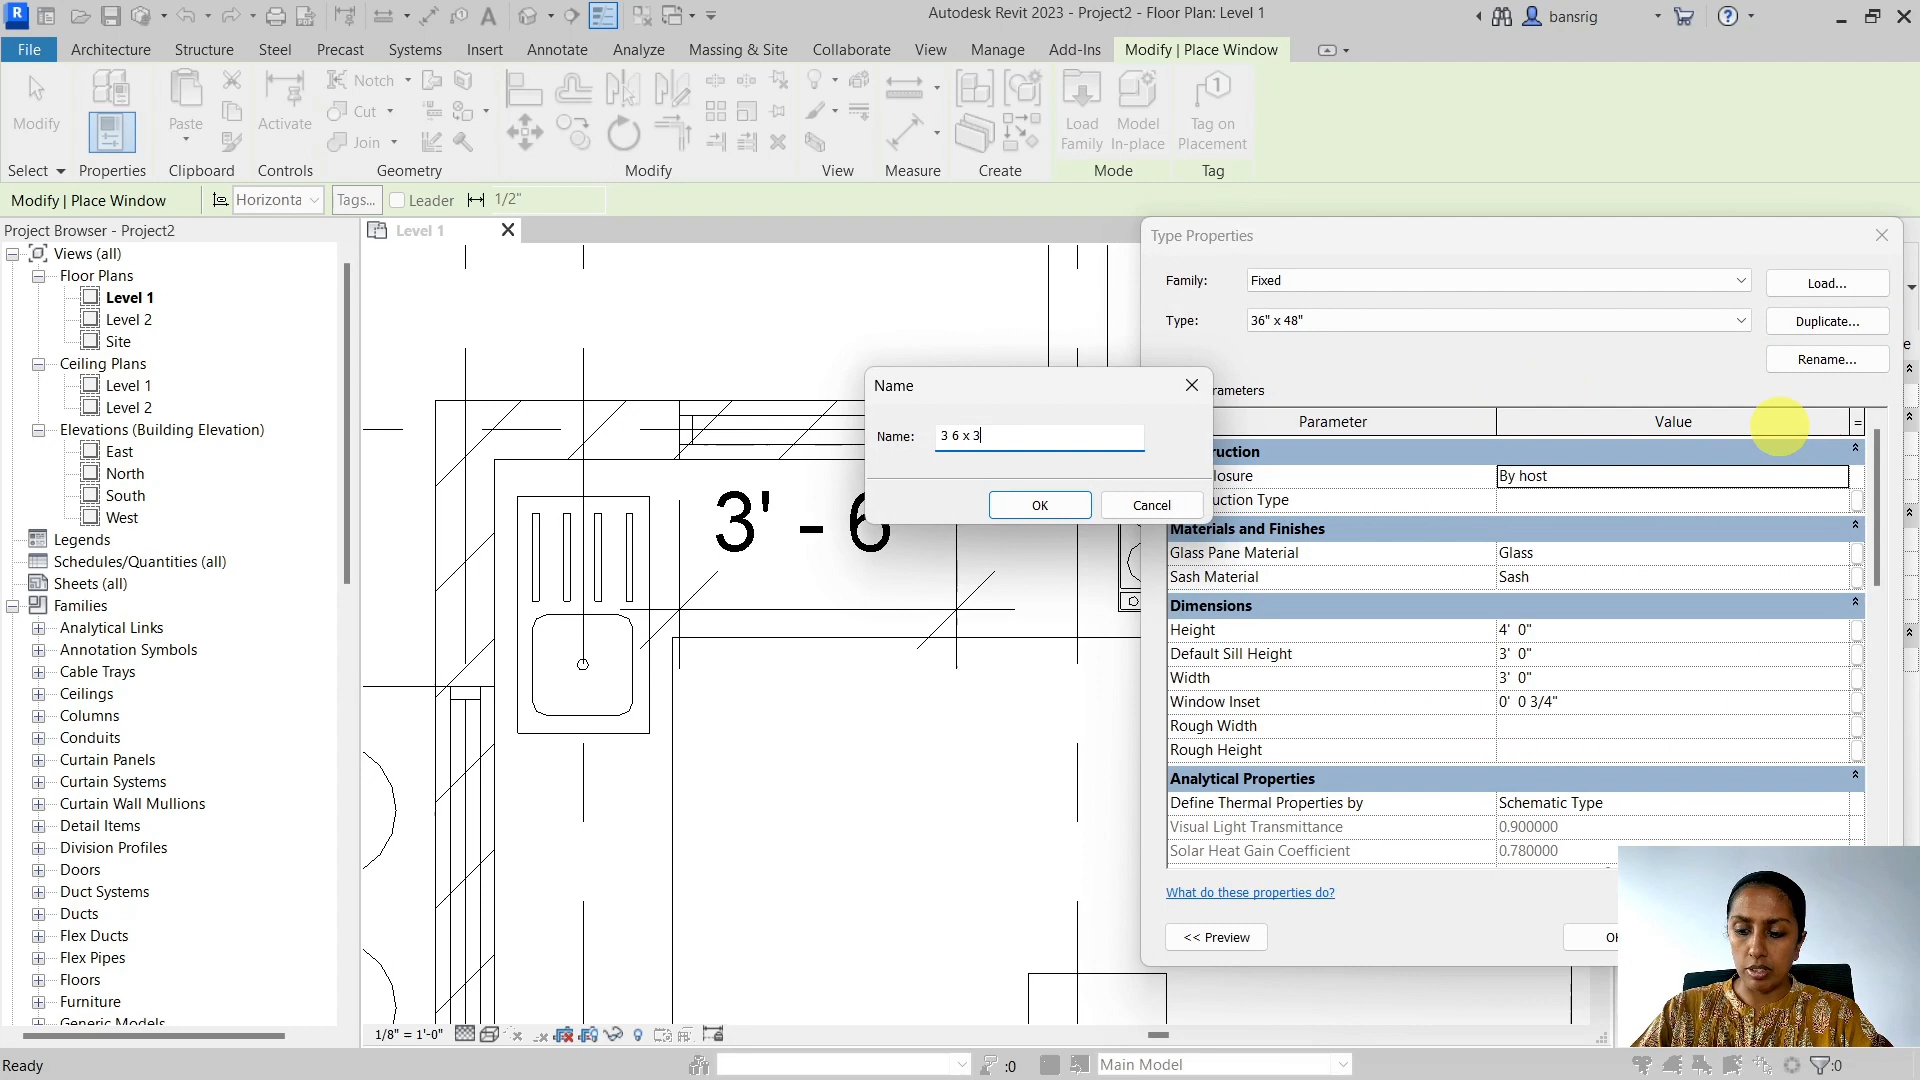 Autodesk Revit 2023 - Project2 - Floor Plan: Level 1
bansrig
File Architecture Structure Steel Precast Systems Insert Annotate Analyze Massing & Site Collaborate View Manage Add-Ins Modify | Place Window
Modify
Paste
Notch
Cut
Join
Activate
Load Family
Model In-place
Tag on Placement
Select Properties Clipboard Controls Geometry Modify View Measure Create Mode Tag
Modify | Place Window
Horizonta
Tags...
Leader
1/2"
Project Browser - Project2
Views (all)
Floor Plans
Level 1
Level 2
Site
Ceiling Plans
Level 1
Level 2
Elevations (Building Elevation)
East
North
South
West
Legends
Schedules/Quantities (all)
Sheets (all)
Families
Analytical Links
Annotation Symbols
Cable Trays
Ceilings
Columns
Conduits
Curtain Panels
Curtain Systems
Curtain Wall Mullions
Detail Items
Division Profiles
Doors
Duct Systems
Ducts
Flex Ducts
Flex Pipes
Floors
Furniture
Generic Models
Level 1
3' - 6
Name
Name: 3 6 x 3
OK Cancel
Type Properties
Family: Fixed Load...
Type: 36" x 48" Duplicate...
Rename...
rameters
Parameter Value =
ruction
losure By host
uction Type
Materials and Finishes
Glass Pane Material Glass
Sash Material Sash
Dimensions
Height 4' 0"
Default Sill Height 3' 0"
Width 3' 0"
Window Inset 0' 0 3/4"
Rough Width
Rough Height
Analytical Properties
Define Thermal Properties by Schematic Type
Visual Light Transmittance 0.900000
Solar Heat Gain Coefficient 0.780000
What do these properties do?
<< Preview
1/8" = 1'-0"
Ready
:0
Main Model
:0